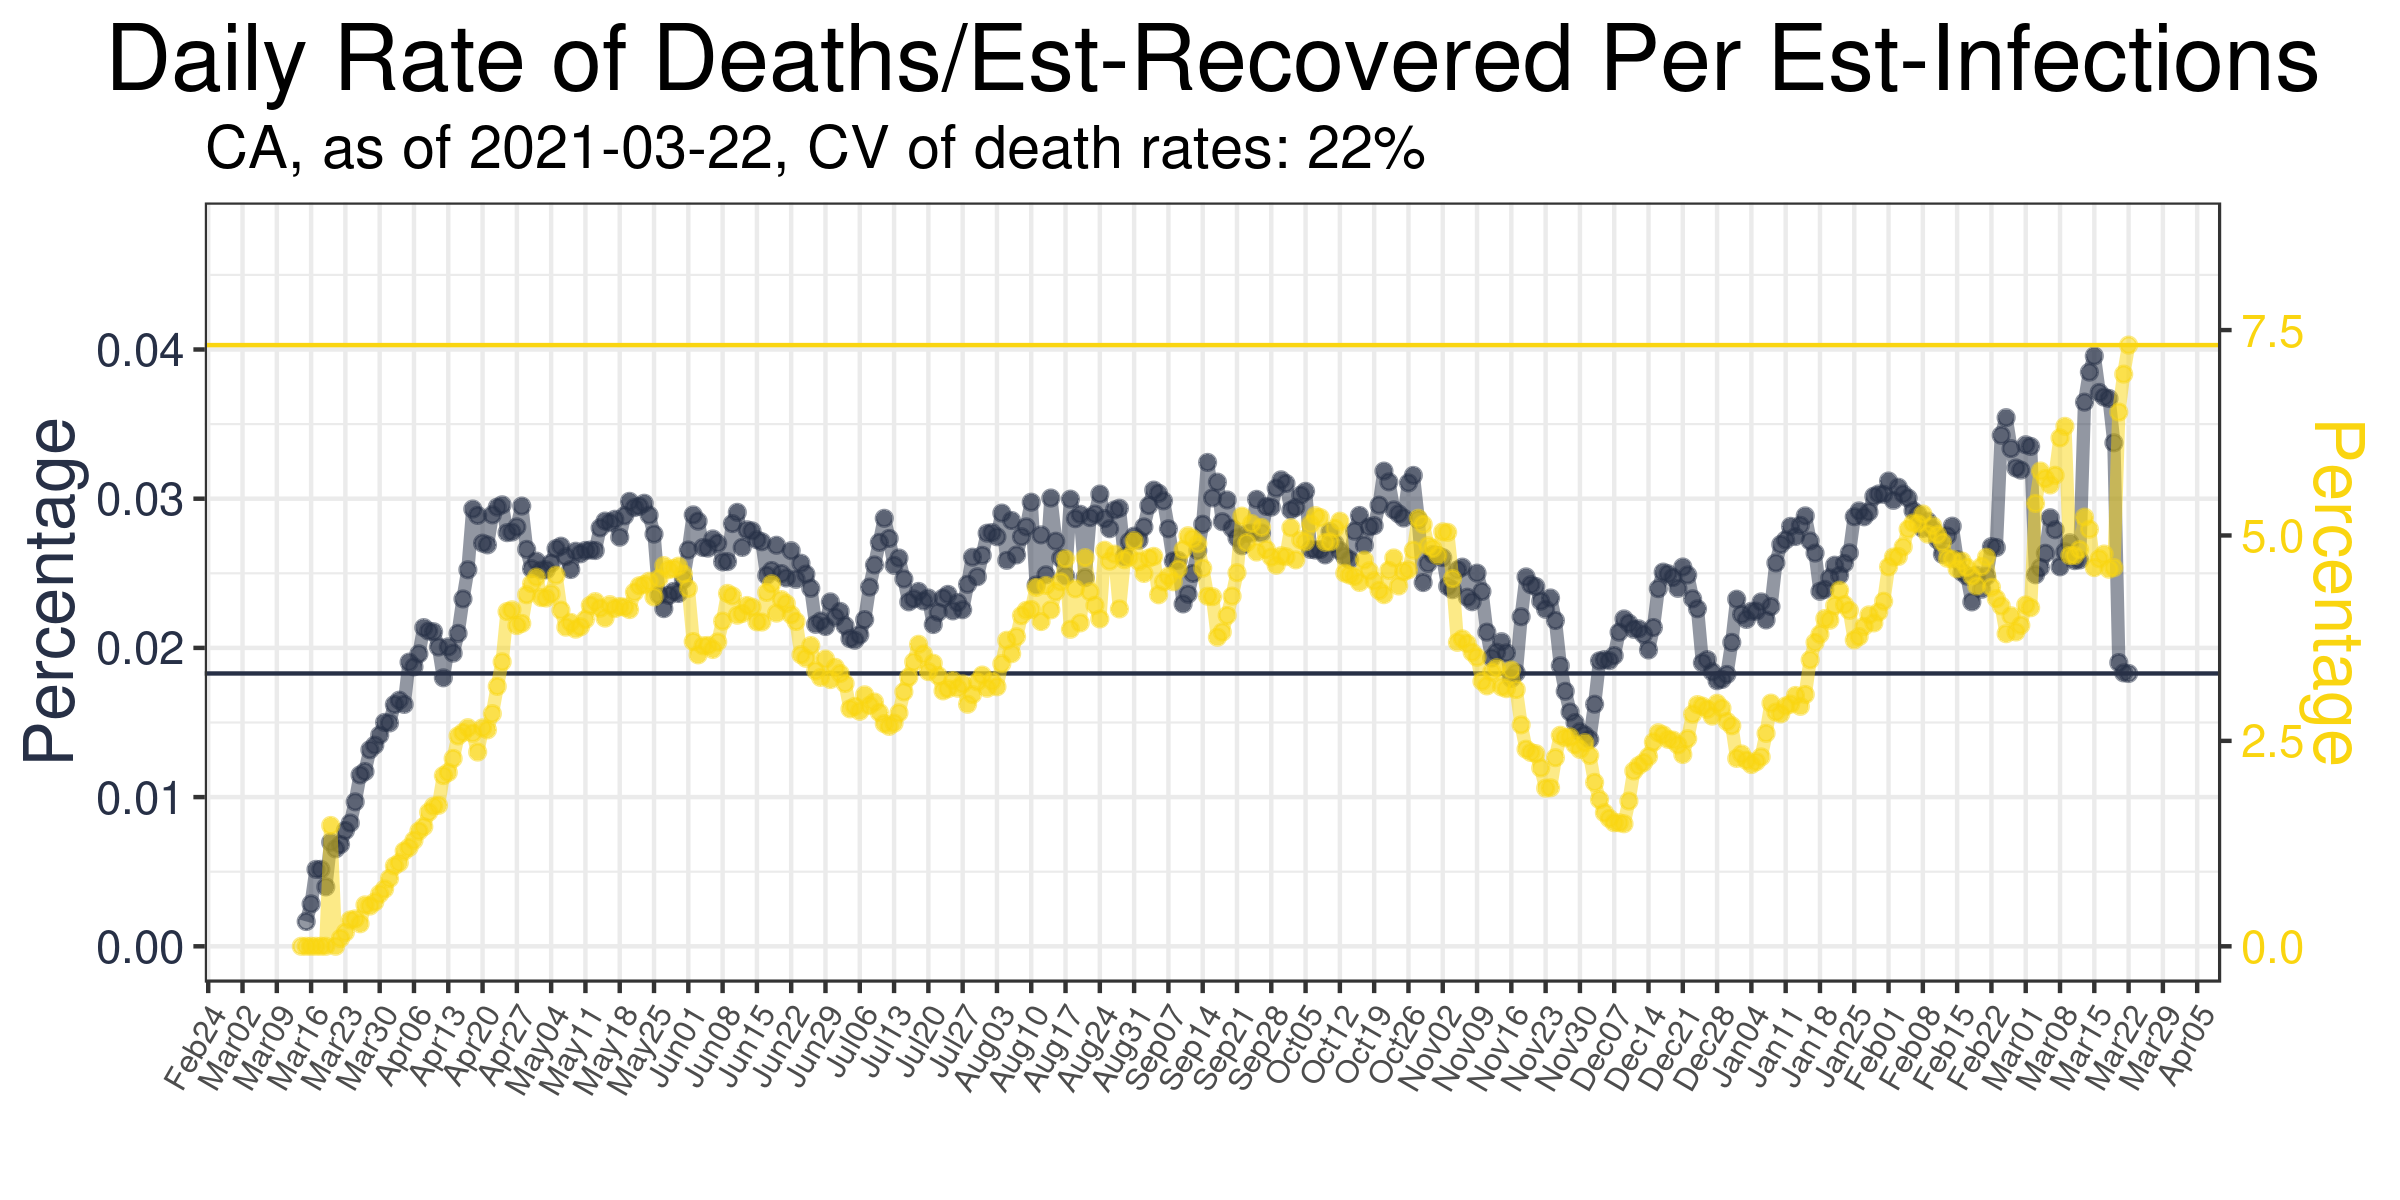 Daily Rate of Deaths/Est-Recovered Per Est-Infections
CA, as of 2021-03-22, CV of death rates: 22%
Percentage
0.04
0.03
0.02
0.01
0.00
7.5
5.0
2.5
0.0
Percentage
Feb24 Mar02 Mar09 Mar16 Mar23 Mar30 Apr06 Apr13 Apr20 Apr27 May04 May11 May18 May25 Jun01 Jun08 Jun15 Jun22 Jun29 Jul06 Jul13 Jul20 Jul27 Aug03 Aug10 Aug17 Aug24 Aug31 Sep07 Sep14 Sep21 Sep28 Oct05 Oct12 Oct19 Oct26 Nov02 Nov09 Nov16 Nov23 Nov30 Dec07 Dec14 Dec21 Dec28 Jan04 Jan11 Jan18 Jan25 Feb01 Feb08 Feb15 Feb22 Mar01 Mar08 Mar15 Mar22 Mar29 Apr05